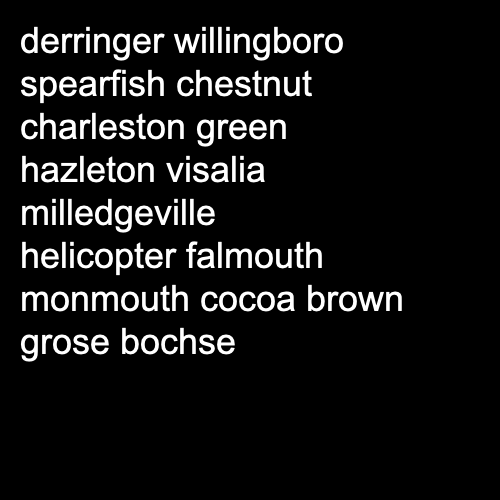 derringer willingboro
spearfish chestnut
charleston green
hazleton visalia
milledgeville
helicopter falmouth
monmouth cocoa brown
grose bochse